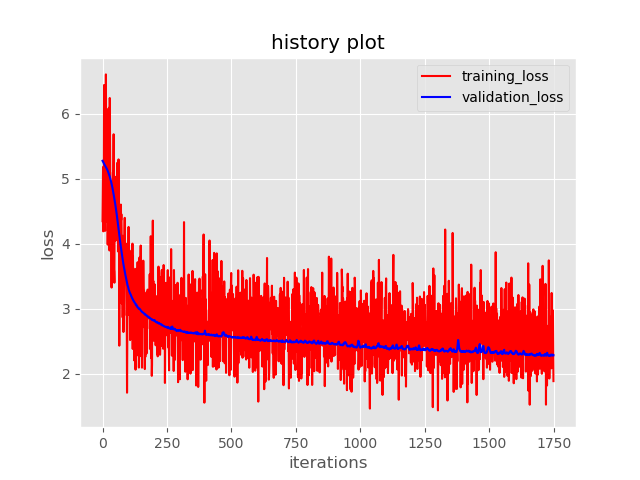 history plot
training_loss
validation_loss
6
5
4
3
2
loss
0 250 500 750 1000 1250 1500 1750
iterations